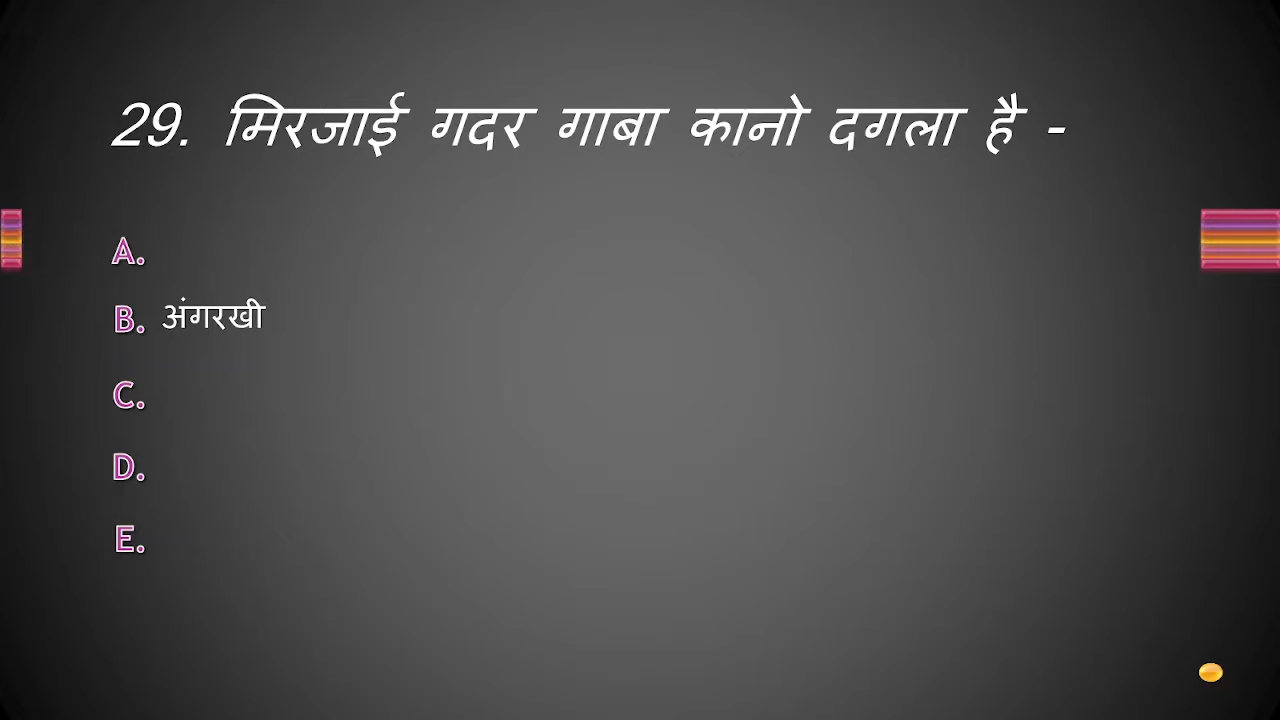 29. मिरजाई गदर गाबा कानो दगला है -
A.
B. अंगरखी
C.
D.
E.